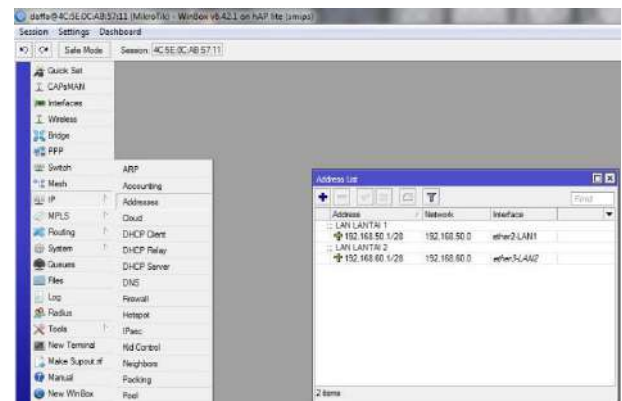 daffa@4C:5E:0C:AB:57:11 (MikroTik) - WinBox v6.42.1 on hAP lite (smips)
Session Settings Dashboard
Safe Mode Session: 4C:5E:0C:AB:57:11
Quick Set
CAPsMAN
Interfaces
Wireless
Bridge
PPP
Switch
Mesh
IP
MPLS
Routing
System
Queues
Files
Log
Radius
Tools
New Terminal
Make Supout.rif
Manual
New WinBox
ARP
Accounting
Addresses
Cloud
DHCP Client
DHCP Relay
DHCP Server
DNS
Firewall
Hotspot
IPsec
Kid Control
Neighbors
Packing
Pool
Address List
Find
Address Network Interface
::: LAN LANTAI 1
192.168.50.1/28 192.168.50.0 ether2-LAN1
::: LAN LANTAI 2
192.168.60.1/28 192.168.60.0 ether3-LAN2
2 items